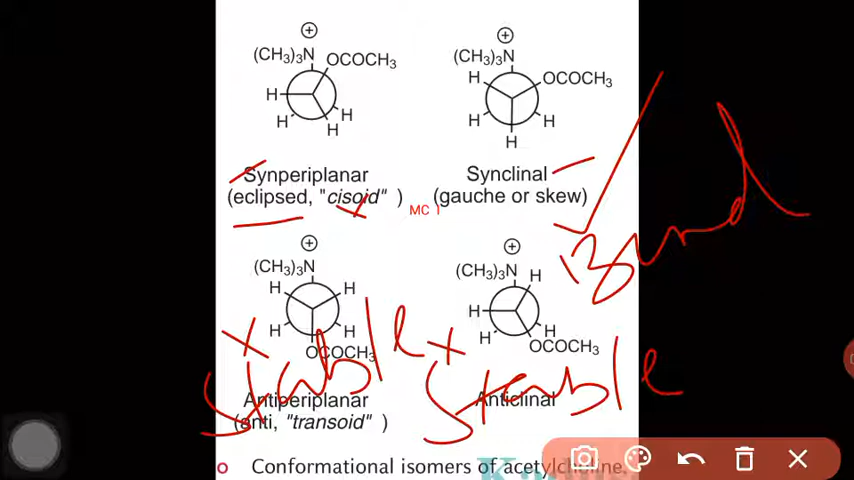 (CH₃)₃N ⊕ OCOCH₃
H
H
H
H
Synperiplanar
(eclipsed, "cisoid" )
(CH₃)₃N ⊕
H OCOCH₃
H H
H
Synclinal
(gauche or skew)
MC
Bind
(CH₃)₃N ⊕
H H
H H
OCOCH₃
Stable
Antiperiplanar
(anti, "transoid" )
(CH₃)₃N ⊕ H
H
H H
OCOCH₃
Stable
Anticlinal
Conformational isomers of acetylcholine.